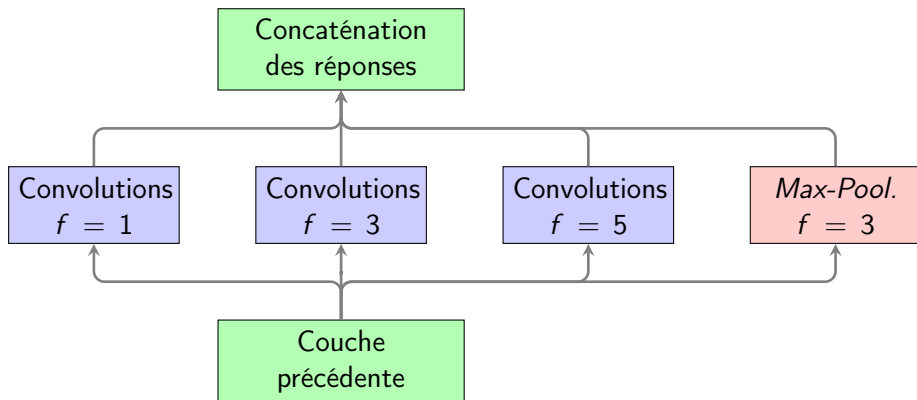 Concaténation
des réponses
Convolutions
f = 1
Convolutions
f = 3
Convolutions
f = 5
Max-Pool.
f = 3
Couche
précédente